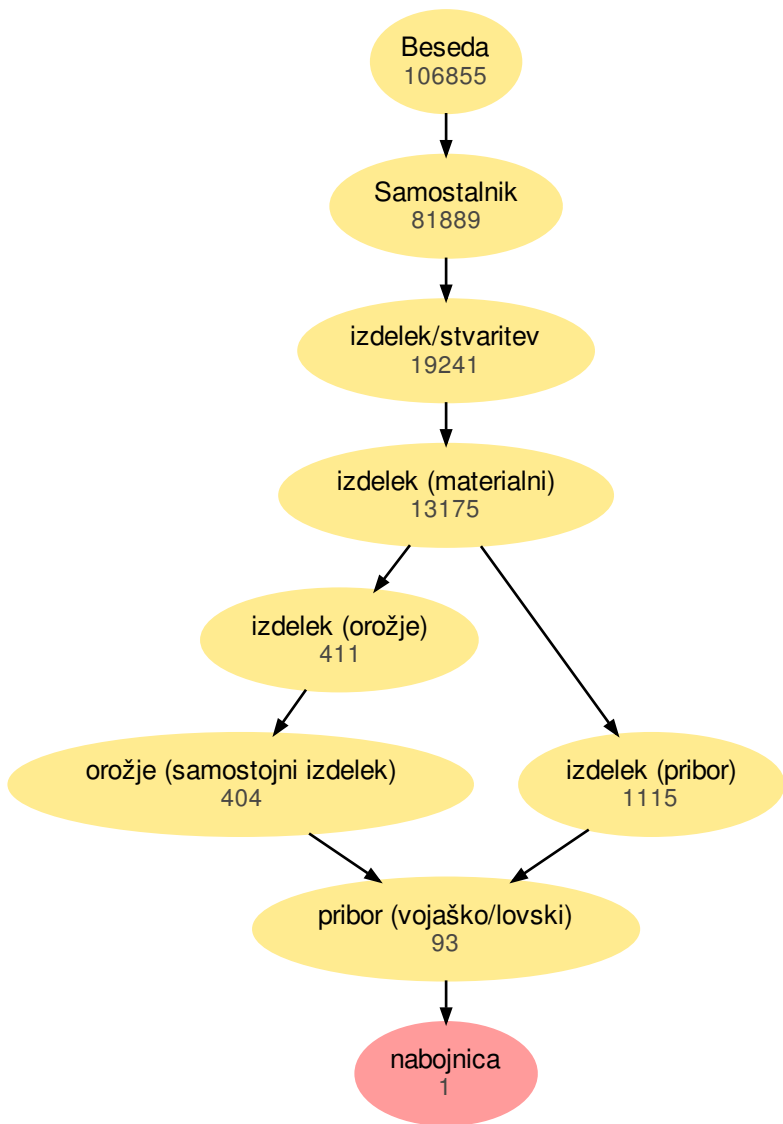 Beseda
106855
Samostalnik
81889
izdelek/stvaritev
19241
izdelek (materialni)
13175
izdelek (orožje)
411
orožje (samostojni izdelek)
404
izdelek (pribor)
1115
pribor (vojaško/lovski)
93
nabojnica
1